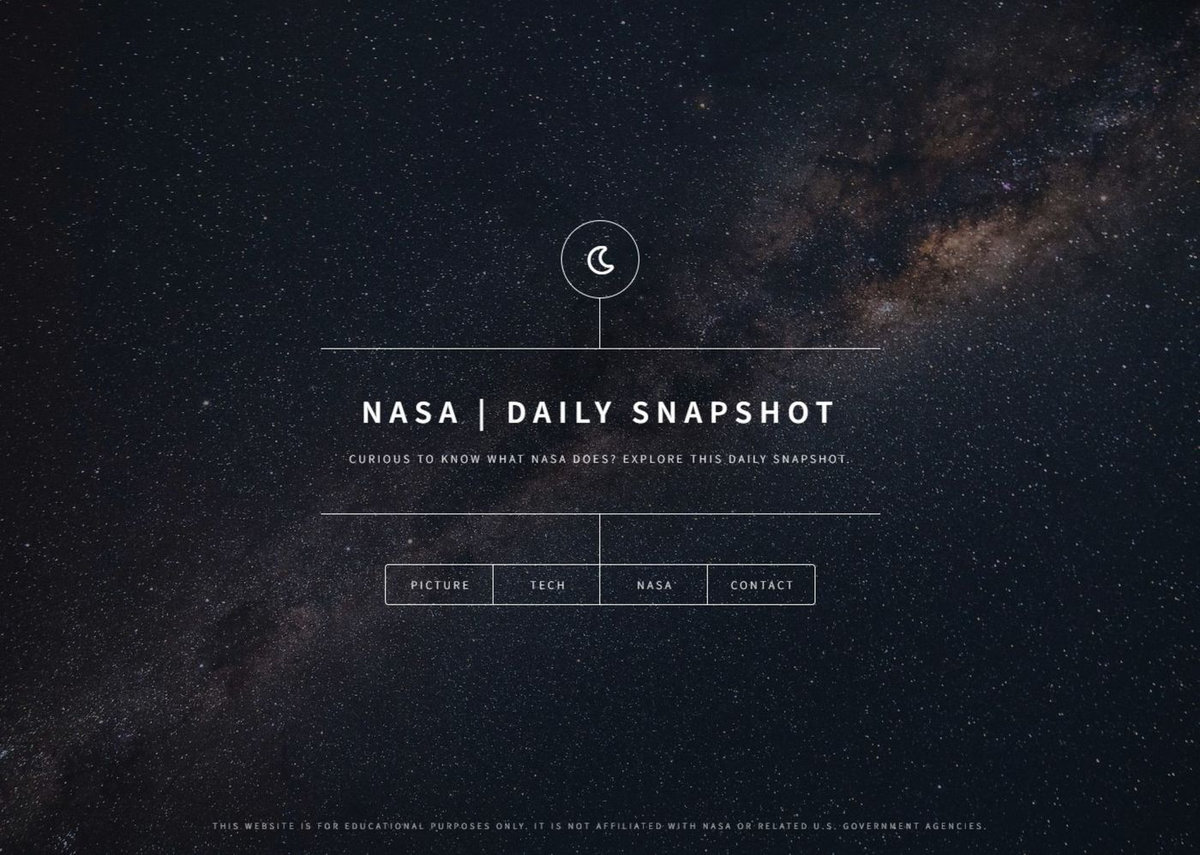 NASA | DAILY SNAPSHOT
CURIOUS TO KNOW WHAT NASA DOES? EXPLORE THIS DAILY SNAPSHOT.
PICTURE TECH NASA CONTACT
THIS WEBSITE IS FOR EDUCATIONAL PURPOSES ONLY. IT IS NOT AFFILIATED WITH NASA OR RELATED U.S. GOVERNMENT AGENCIES.